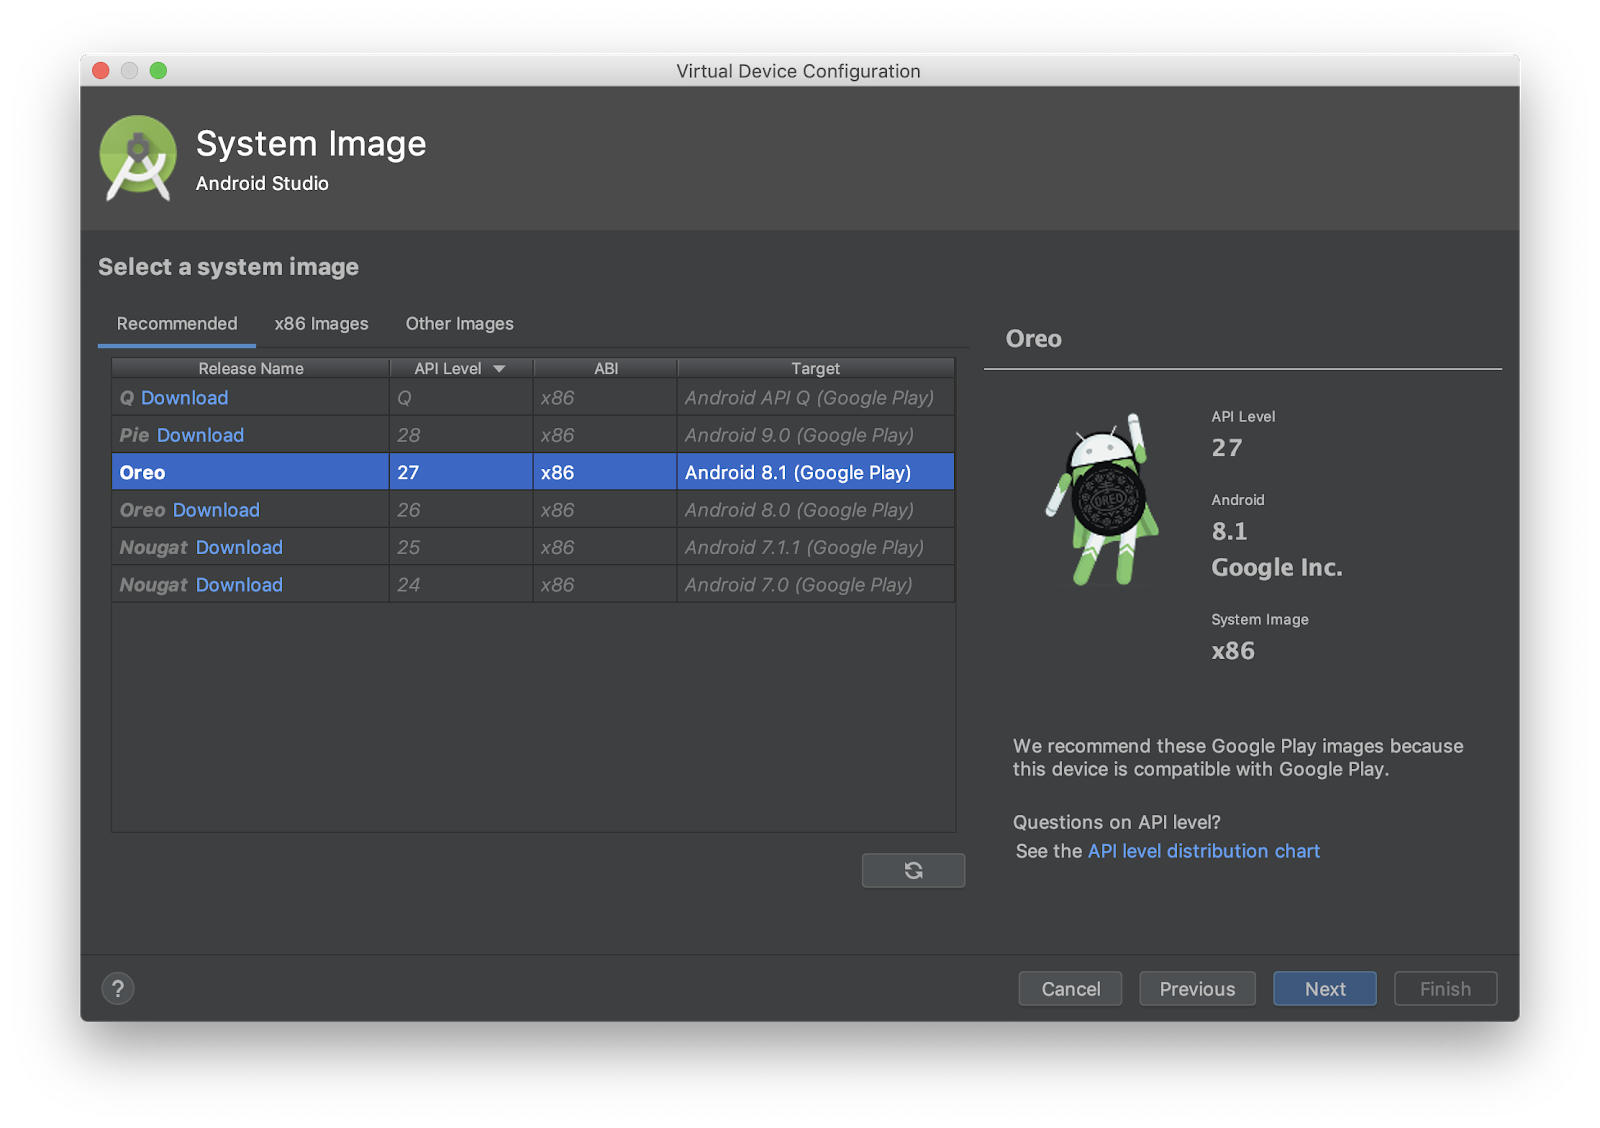 Virtual Device Configuration
System Image
Android Studio
Select a system image
Recommended x86 Images Other Images
Release Name API Level ABI Target
Q Download Q x86 Android API Q (Google Play)
Pie Download 28 x86 Android 9.0 (Google Play)
Oreo 27 x86 Android 8.1 (Google Play)
Oreo Download 26 x86 Android 8.0 (Google Play)
Nougat Download 25 x86 Android 7.1.1 (Google Play)
Nougat Download 24 x86 Android 7.0 (Google Play)
Oreo
OREO
API Level
27
Android
8.1
Google Inc.
System Image
x86
We recommend these Google Play images because
this device is compatible with Google Play.
Questions on API level?
See the API level distribution chart
? Cancel Previous Next Finish